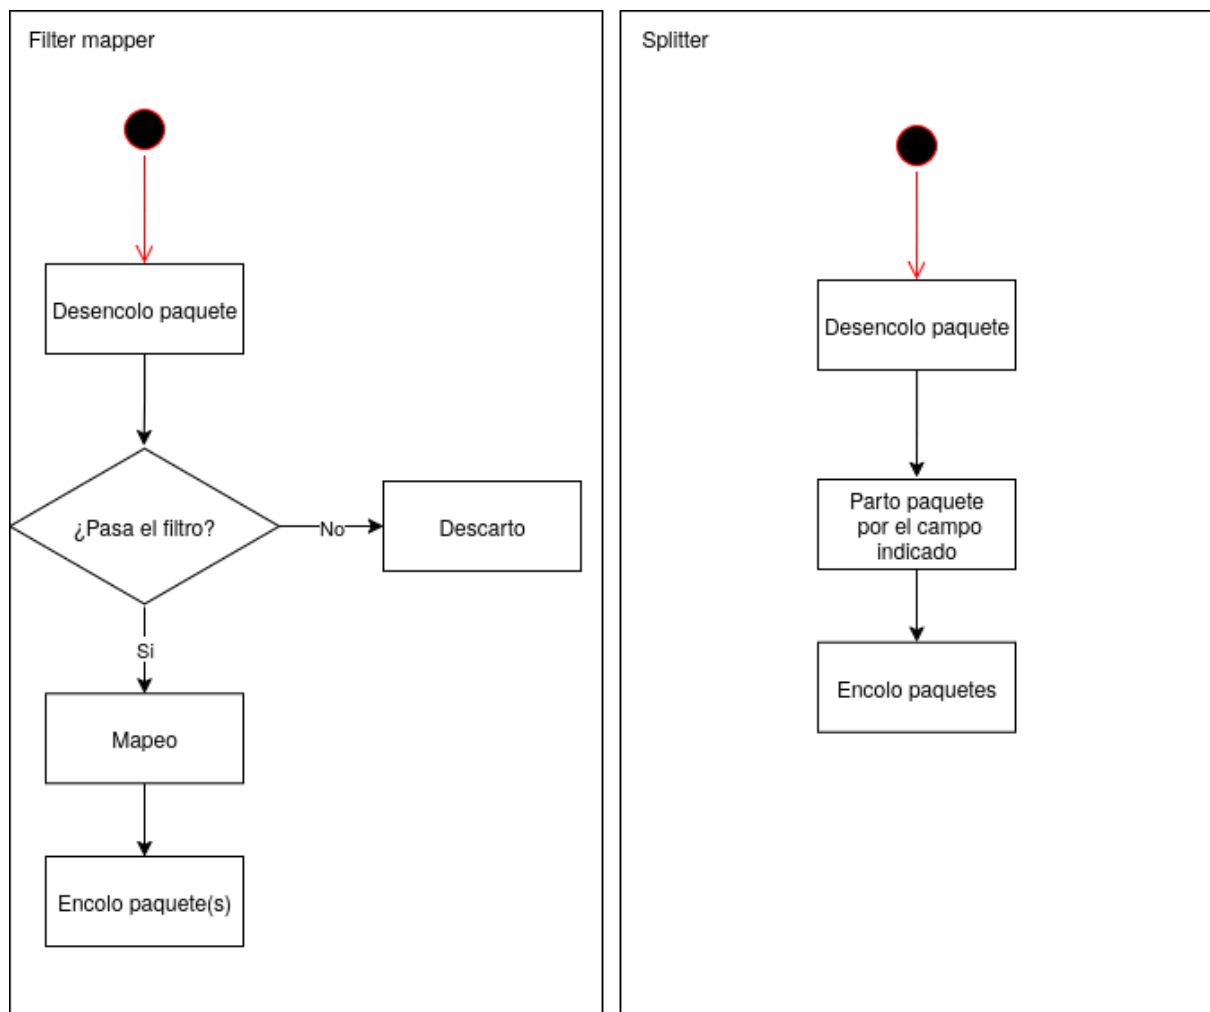 Filter mapper
Desencolo paquete
¿Pasa el filtro?
No
Descarto
Si
Mapeo
Encolo paquete(s)
Splitter
Desencolo paquete
Parto paquete
por el campo
indicado
Encolo paquetes